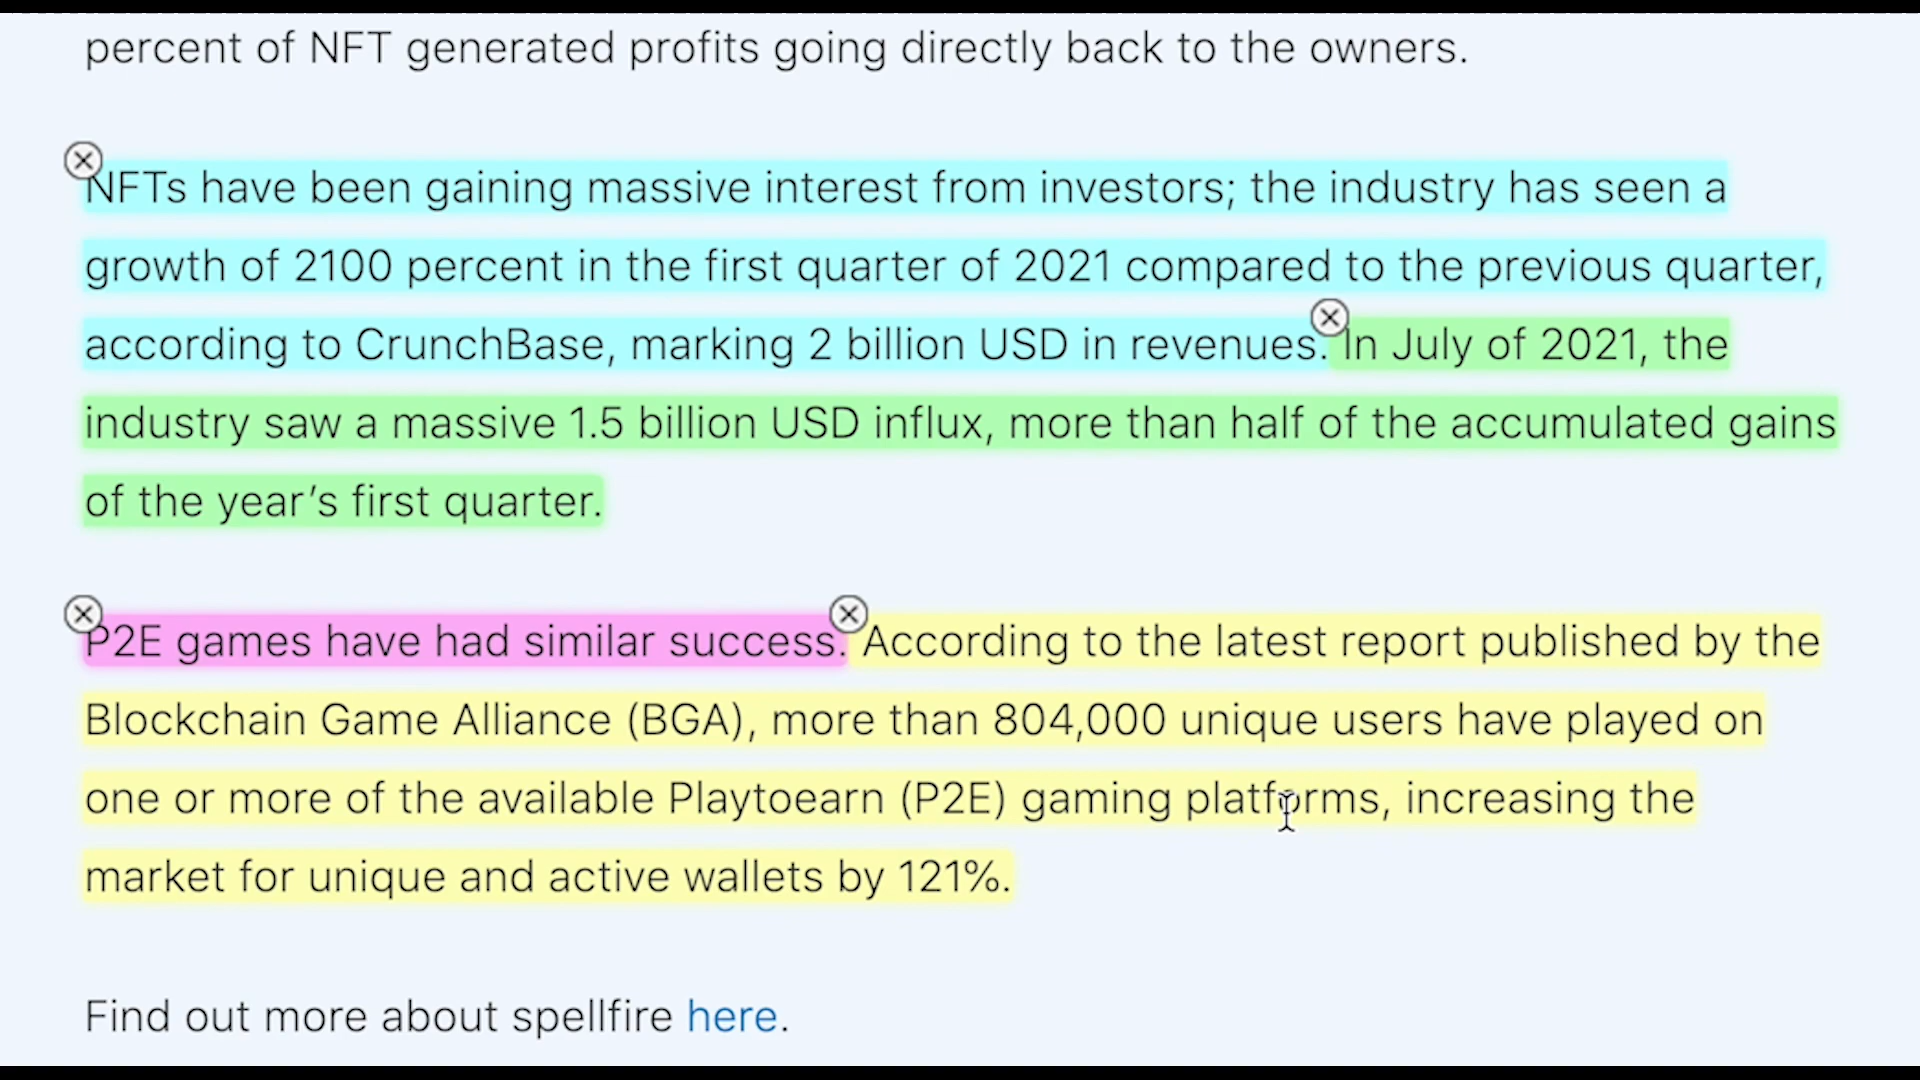 percent of NFT generated profits going directly back to the owners.
NFTs have been gaining massive interest from investors; the industry has seen a
growth of 2100 percent in the first quarter of 2021 compared to the previous quarter,
according to CrunchBase, marking 2 billion USD in revenues. In July of 2021, the
industry saw a massive 1.5 billion USD influx, more than half of the accumulated gains
of the year’s first quarter.
P2E games have had similar success. According to the latest report published by the
Blockchain Game Alliance (BGA), more than 804,000 unique users have played on
one or more of the available Playtoearn (P2E) gaming platforms, increasing the
market for unique and active wallets by 121%.
Find out more about spellfire here.